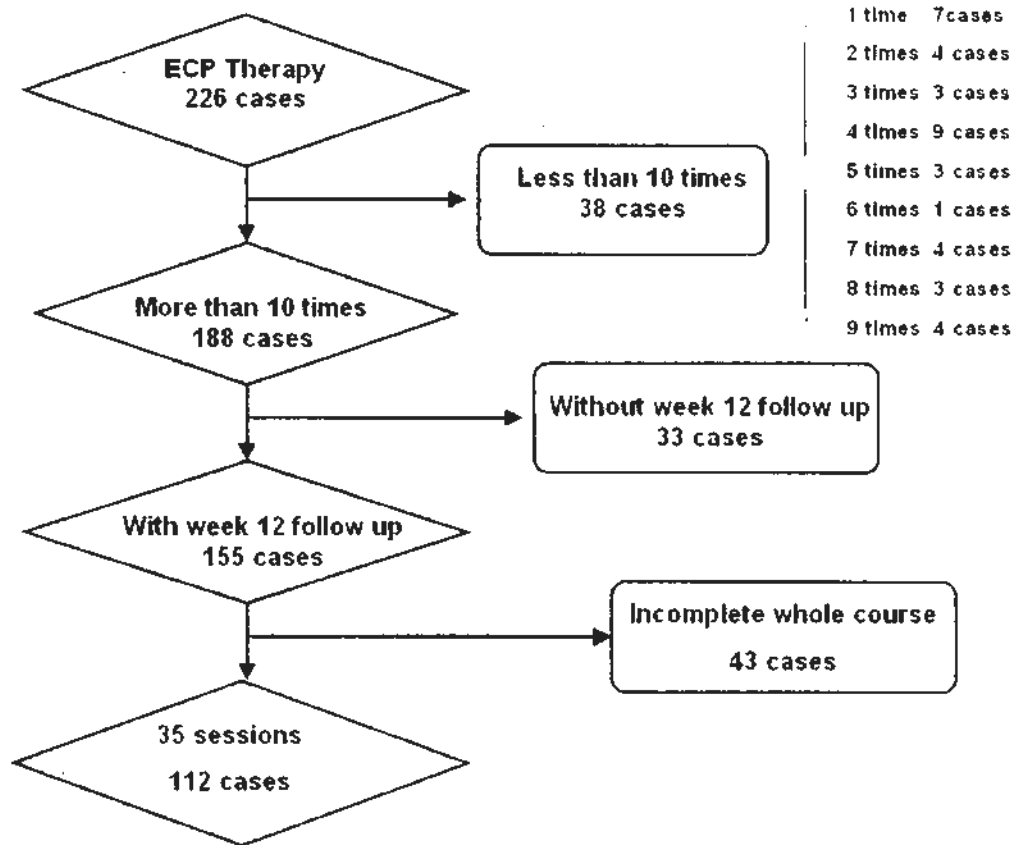 ECP Therapy
226 cases
Less than 10 times
38 cases
1 time 7cases
2 times 4 cases
3 times 3 cases
4 times 9 cases
5 times 3 cases
6 times 1 cases
7 times 4 cases
8 times 3 cases
9 times 4 cases
More than 10 times
188 cases
Without week 12 follow up
33 cases
With week 12 follow up
155 cases
Incomplete whole course
43 cases
35 sessions
112 cases